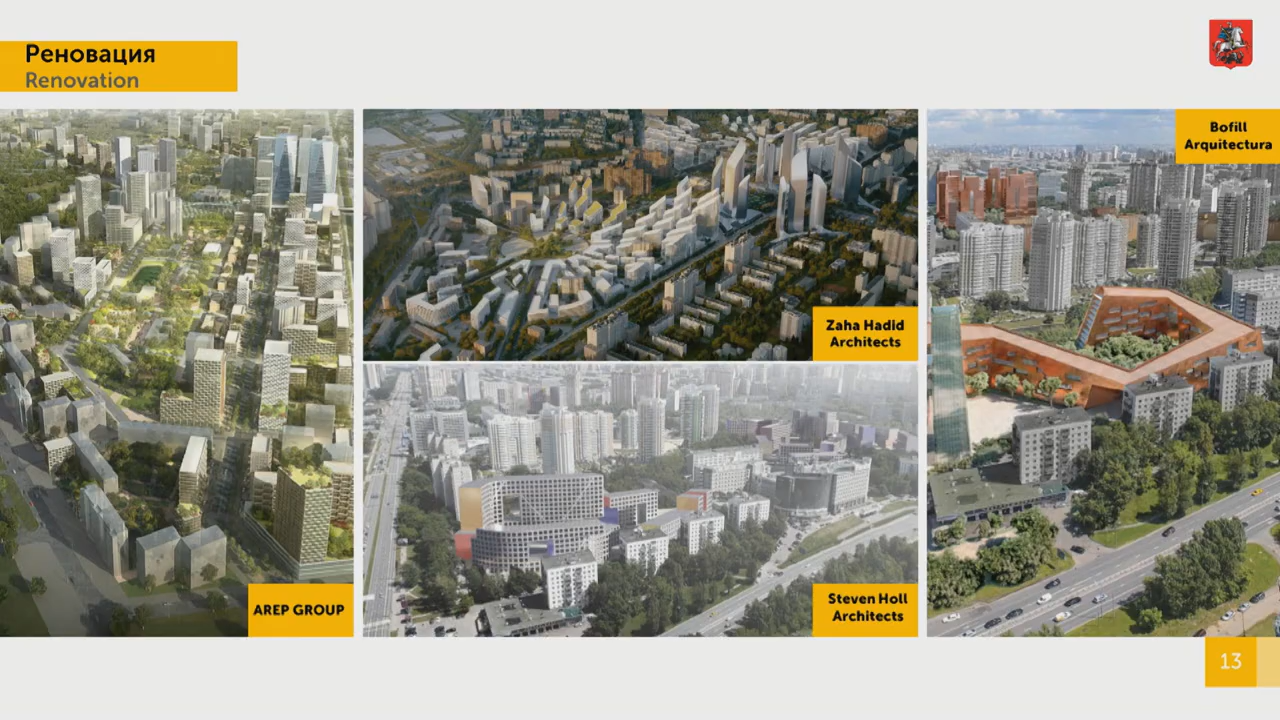 Реновация
Renovation
AREP GROUP
Zaha Hadid
Architects
Steven Holl
Architects
Bofill
Arquitectura
13